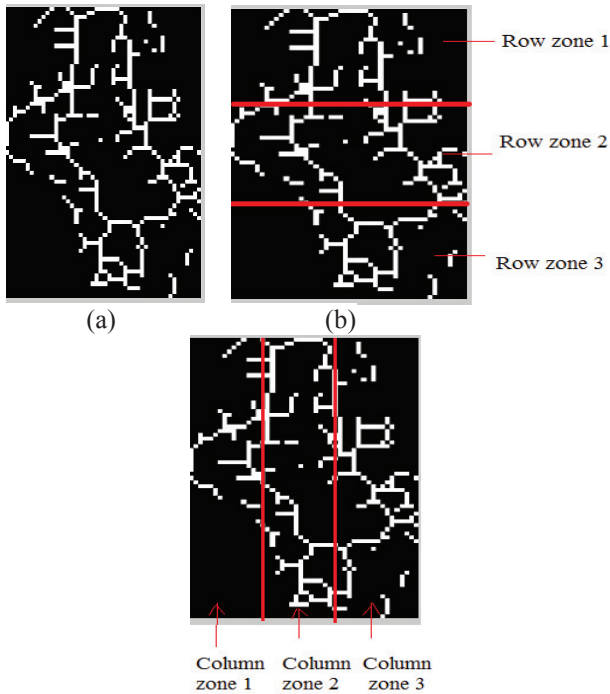 Row zone 1
Row zone 2
Row zone 3
(a)
(b)
Column zone 1
Column zone 2
Column zone 3